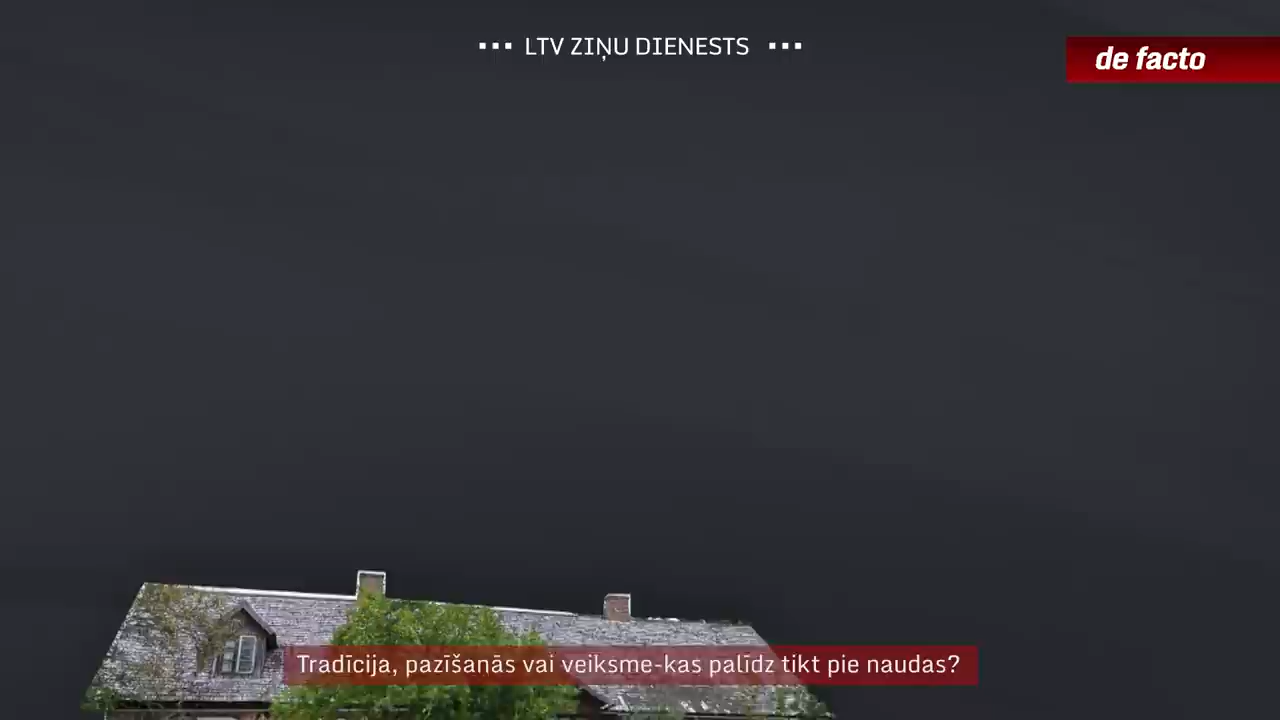 LTV ZIŅU DIENESTS
de facto
Tradīcija, pazīšanās vai veiksme-kas palīdz tikt pie naudas?